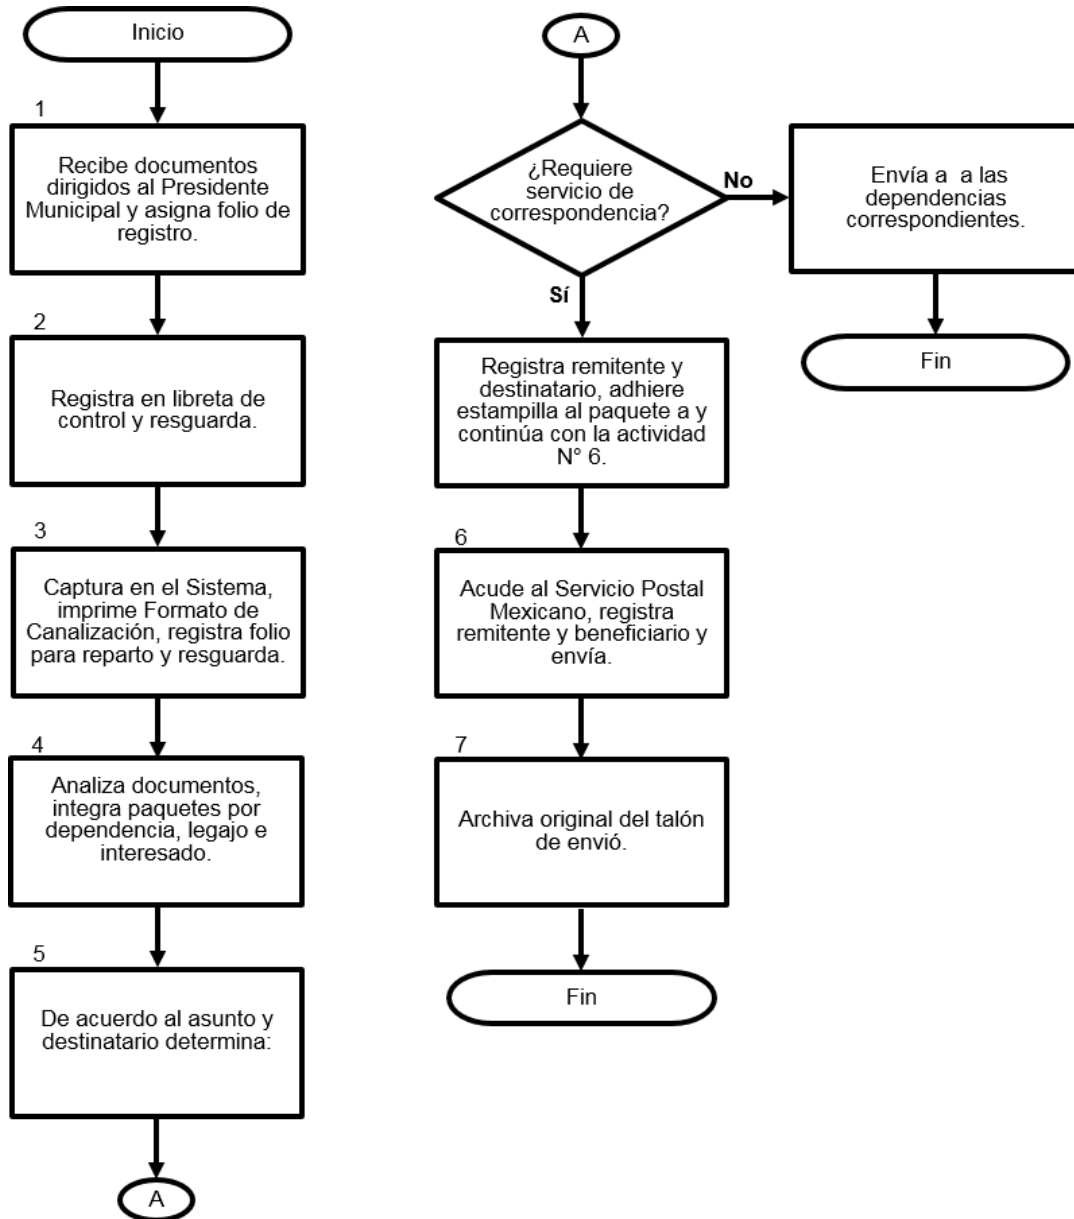 Inicio
1
Recibe documentos
dirigidos al Presidente
Municipal y asigna folio de
registro.
2
Registra en libreta de
control y resguarda.
3
Captura en el Sistema,
imprime Formato de
Canalización, registra folio
para reparto y resguarda.
4
Analiza documentos,
integra paquetes por
dependencia, legajo e
interesado.
5
De acuerdo al asunto y
destinatario determina:
A
A
¿Requiere
servicio de
correspondencia?
No
Envía a  a las
dependencias
correspondientes.
Fin
Sí
Registra remitente y
destinatario, adhiere
estampilla al paquete a y
continúa con la actividad
N° 6.
6
Acude al Servicio Postal
Mexicano, registra
remitente y beneficiario y
envía.
7
Archiva original del talón
de envió.
Fin